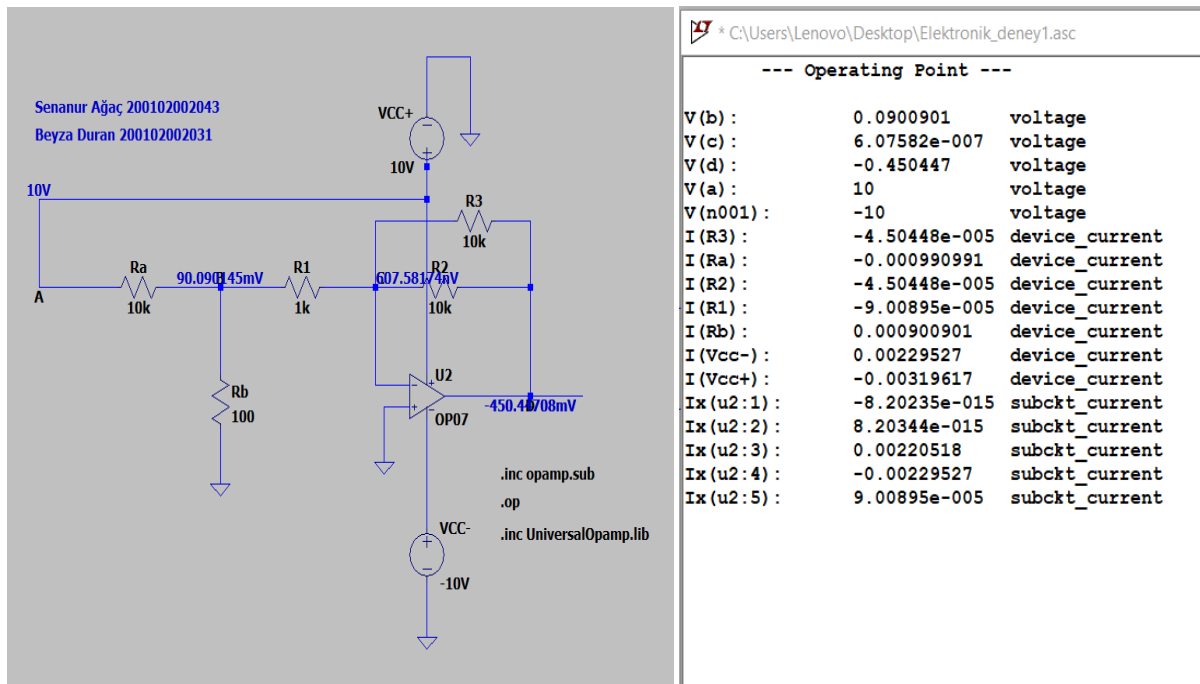 Senanur Ağaç 200102002043
Beyza Duran 200102002031
VCC+
10V
10V
R3
10k
Ra
90.090145mV
R1
607.58174nV
R2
A
10k
1k
10k
Rb
100
U2
-450.44708mV
OP07
.inc opamp.sub
.op
.inc UniversalOpamp.lib
VCC-
-10V
* C:\Users\Lenovo\Desktop\Elektronik_deney1.asc
--- Operating Point ---
V(b): 0.0900901 voltage
V(c): 6.07582e-007 voltage
V(d): -0.450447 voltage
V(a): 10 voltage
V(n001): -10 voltage
I(R3): -4.50448e-005 device_current
I(Ra): -0.000990991 device_current
I(R2): -4.50448e-005 device_current
I(R1): -9.00895e-005 device_current
I(Rb): 0.000900901 device_current
I(Vcc-): 0.00229527 device_current
I(Vcc+): -0.00319617 device_current
Ix(u2:1): -8.20235e-015 subckt_current
Ix(u2:2): 8.20344e-015 subckt_current
Ix(u2:3): 0.00220518 subckt_current
Ix(u2:4): -0.00229527 subckt_current
Ix(u2:5): 9.00895e-005 subckt_current